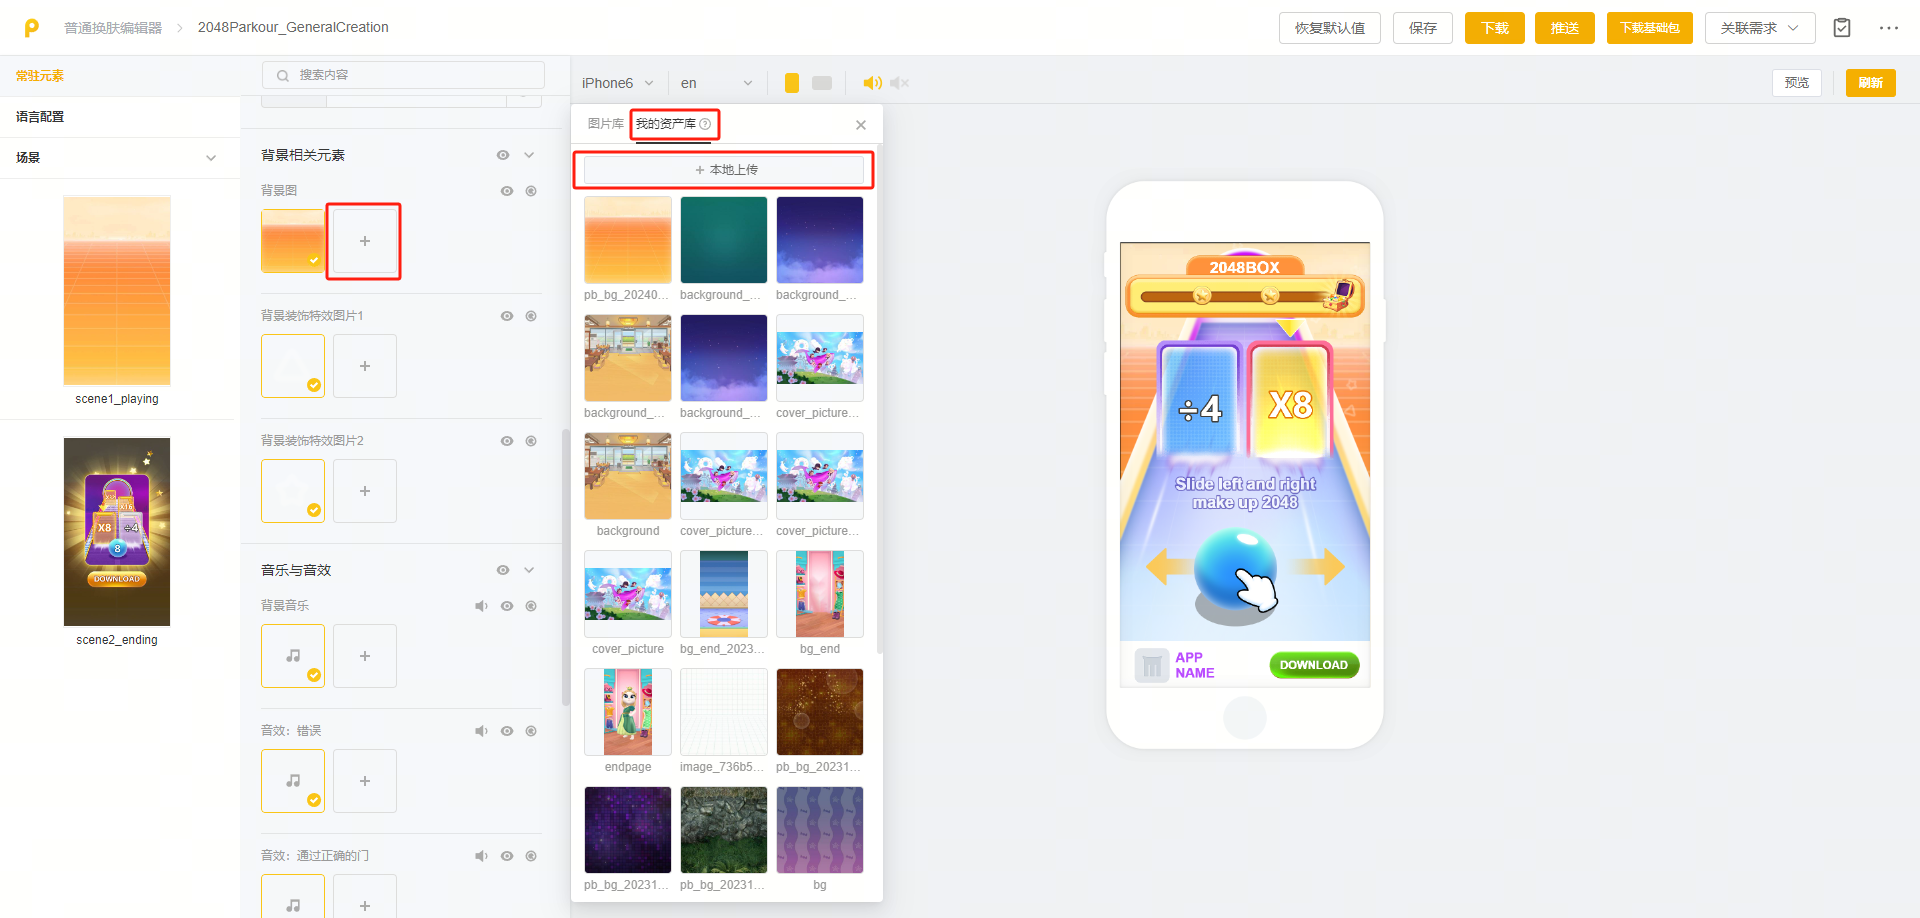 普通换肤编辑器
2048Parkour_GeneralCreation
恢复默认值
保存
下载
推送
下载基础包
关联需求
常驻元素
语言配置
场景
scene1_playing
scene2_ending
搜索内容
背景相关元素
背景图
背景装饰特效图片1
背景装饰特效图片2
音乐与音效
背景音乐
音效：错误
音效：通过正确的门
iPhone6
en
预览
刷新
图片库
我的资产库
+ 本地上传
pb_bg_20240...
background_...
background_...
background_...
background_...
cover_picture...
background
cover_picture...
cover_picture...
cover_picture
bg_end_2023...
bg_end
endpage
image_736b5...
pb_bg_20231...
pb_bg_20231...
pb_bg_20231...
bg
2048BOX
÷4
X8
Slide left and right
make up 2048
APP
NAME
DOWNLOAD
X16
X8
÷4
8
DOWNLOAD